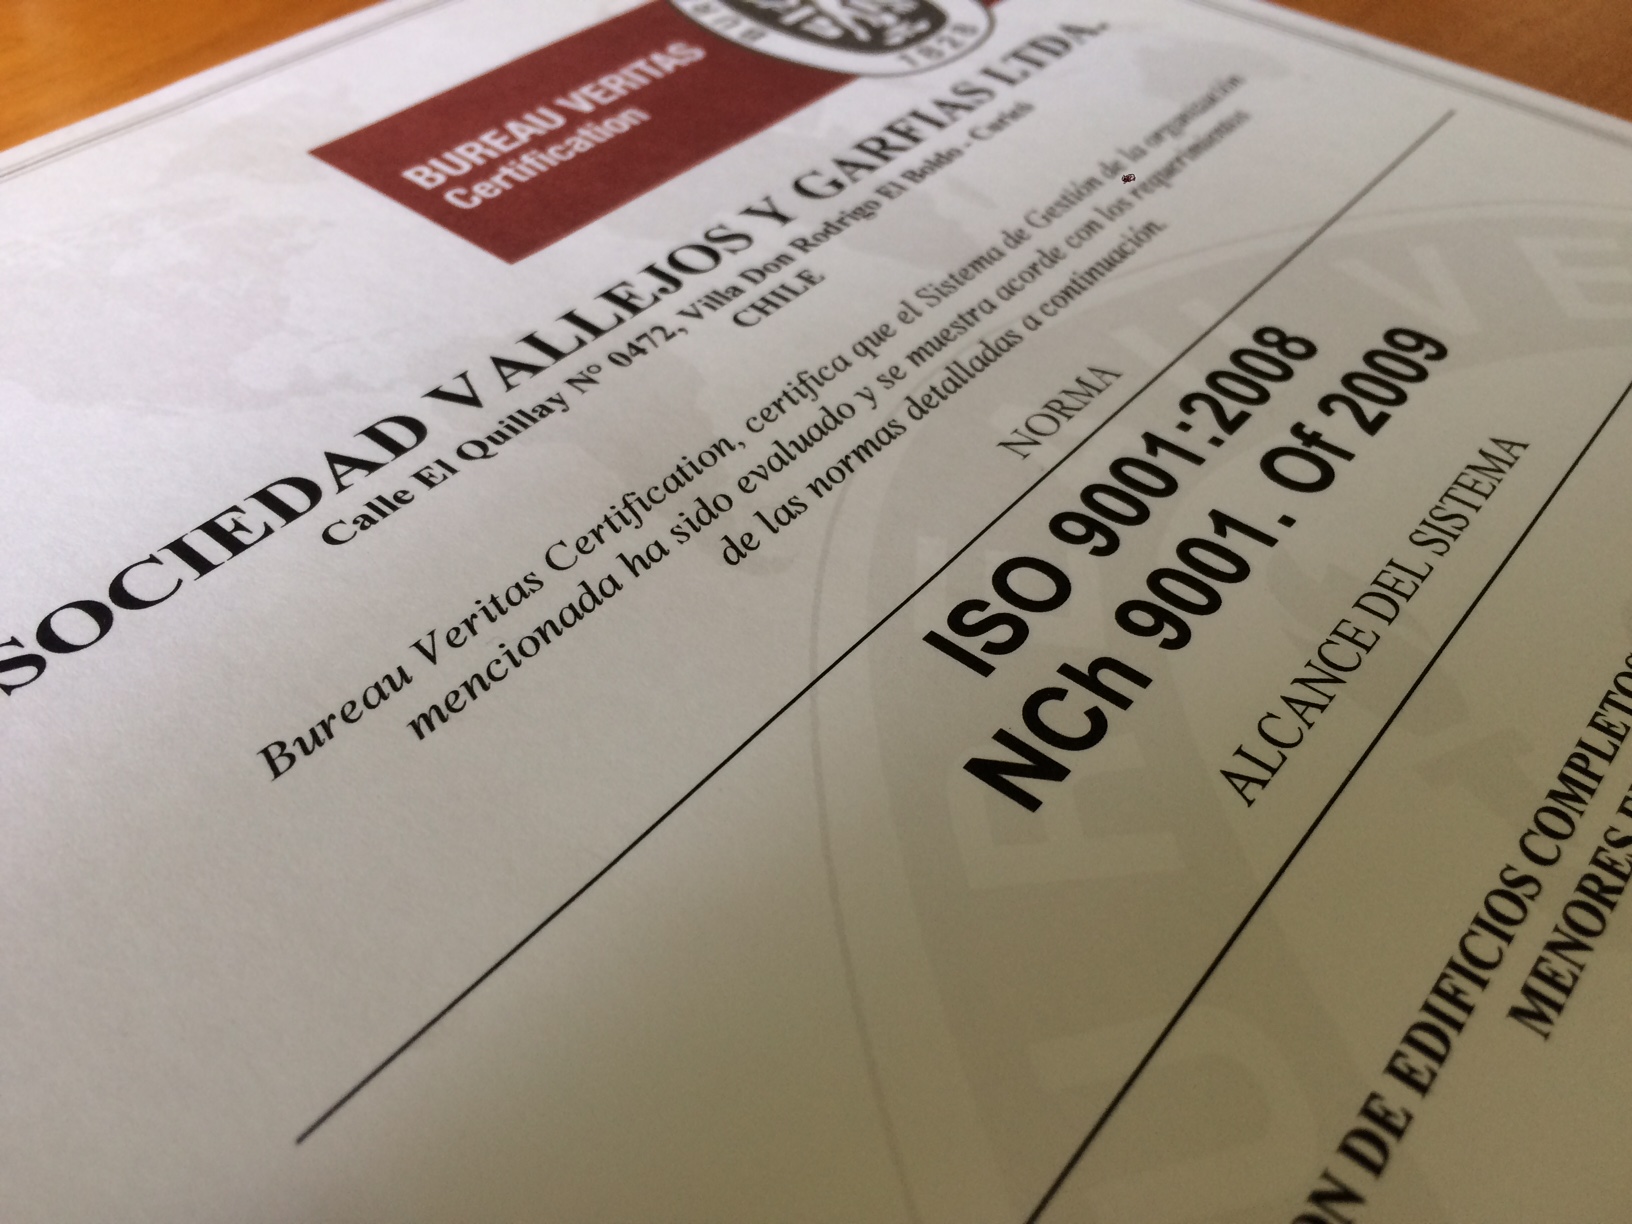 BUREAU VERITAS
Certification
1828
SOCIEDAD VALLEJOS Y GARFIAS LTDA.
Calle El Quillay Nº 0472, Villa Don Rodrigo El Boldo - Curicó
CHILE
Bureau Veritas Certification, certifica que el Sistema de Gestión de la organización
mencionada ha sido evaluado y se muestra acorde con los requerimientos
de las normas detalladas a continuación.
NORMA
ISO 9001:2008
NCh 9001. Of 2009
ALCANCE DEL SISTEMA
ON DE EDIFICIOS COMPLETOS
MENORES